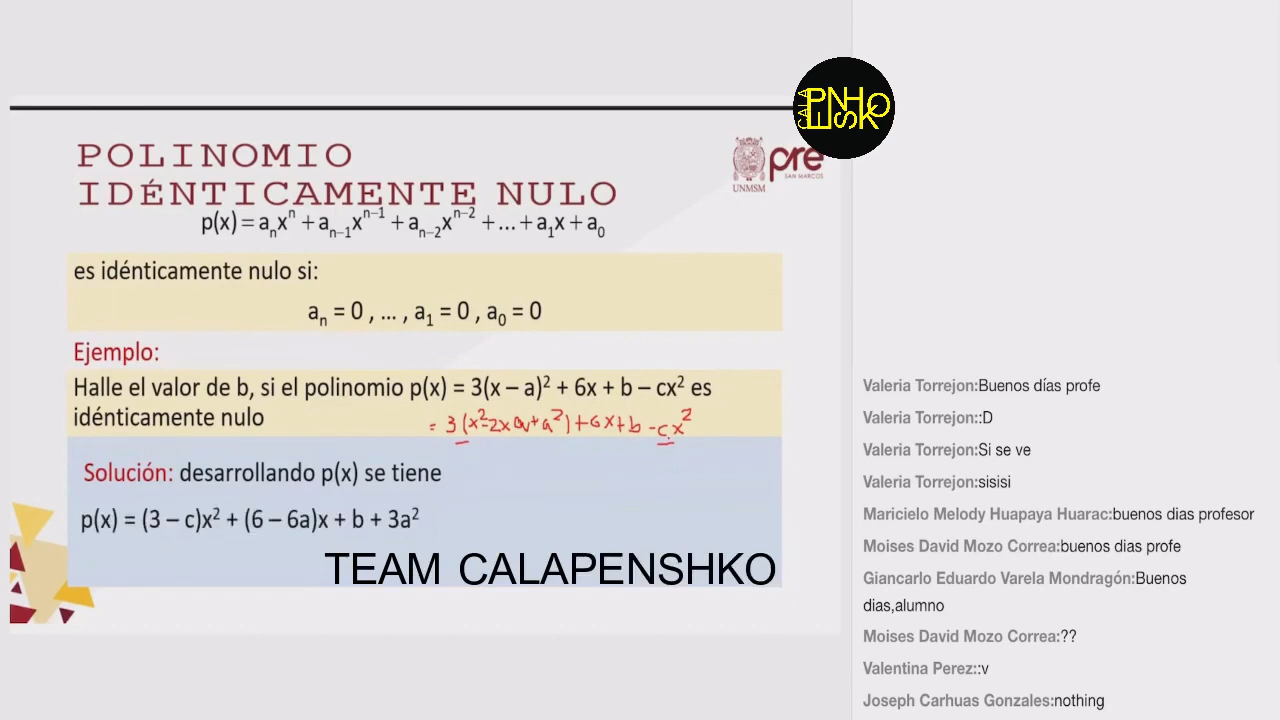 CALA
PENHO
ESK
POLINOMIO
IDÉNTICAMENTE NULO
pre
SAN MARCOS
UNMSM
p(x) = aₙxⁿ + aₙ₋₁xⁿ⁻¹ + aₙ₋₂xⁿ⁻² + ... + a₁x + a₀
es idénticamente nulo si:
aₙ = 0 , ... , a₁ = 0 , a₀ = 0
Ejemplo:
Halle el valor de b, si el polinomio p(x) = 3(x – a)² + 6x + b – cx² es
idénticamente nulo
= 3(x²-2xa+a²)+6x+b-cx²
Solución: desarrollando p(x) se tiene
p(x) = (3 – c)x² + (6 – 6a)x + b + 3a²
TEAM CALAPENSHKO
Valeria Torrejon:Buenos días profe
Valeria Torrejon::D
Valeria Torrejon:Si se ve
Valeria Torrejon:sisisi
Maricielo Melody Huapaya Huarac:buenos dias profesor
Moises David Mozo Correa:buenos dias profe
Giancarlo Eduardo Varela Mondragón:Buenos
dias,alumno
Moises David Mozo Correa:??
Valentina Perez::v
Joseph Carhuas Gonzales:nothing